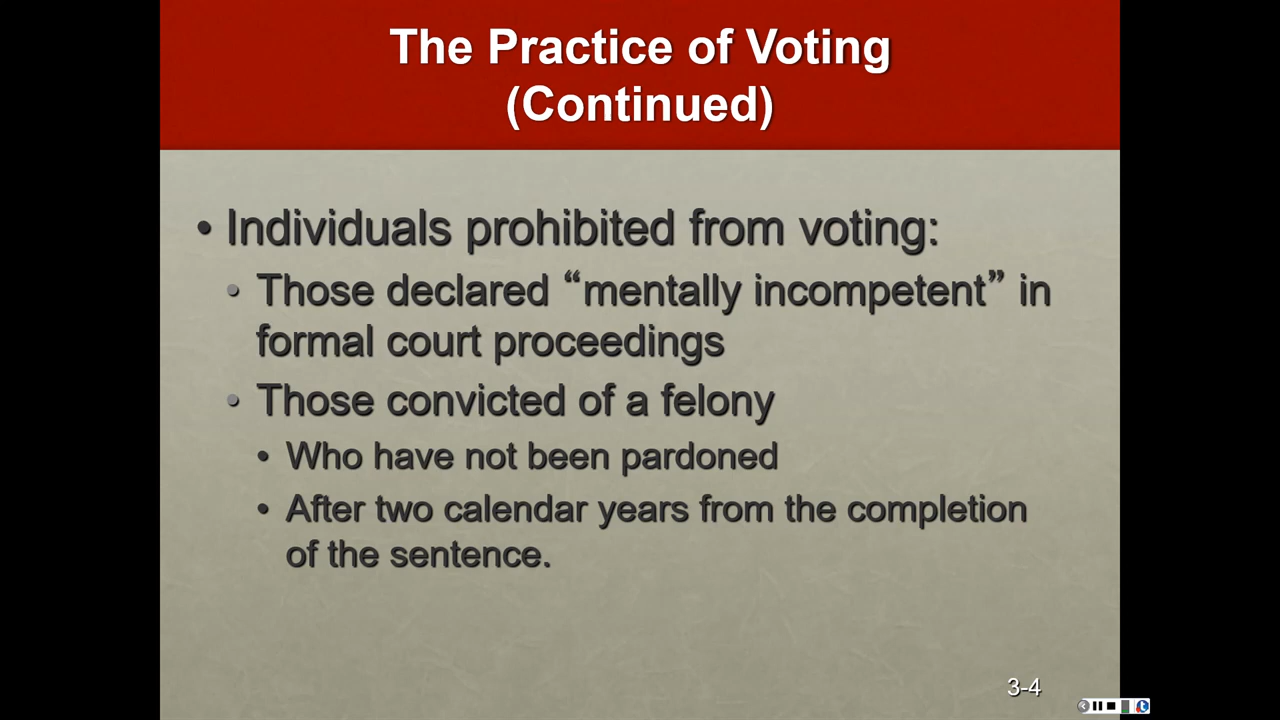 The Practice of Voting
(Continued)
• Individuals prohibited from voting:
• Those declared “mentally incompetent” in
formal court proceedings
• Those convicted of a felony
• Who have not been pardoned
• After two calendar years from the completion
of the sentence.
3-4